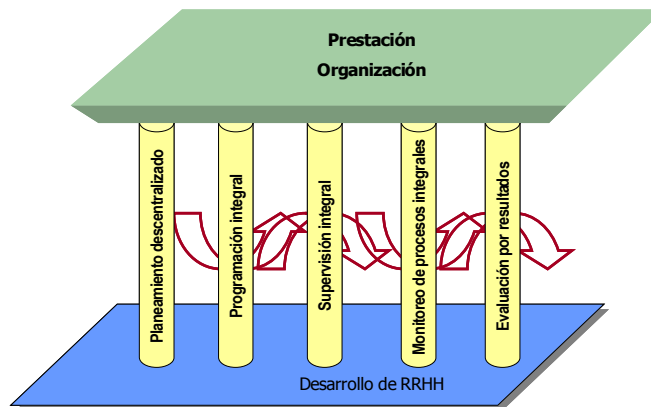 Prestación
Organización
Planeamiento descentralizado
Programación integral
Supervisión integral
Monitoreo de procesos integrales
Evaluación por resultados
Desarrollo de RRHH